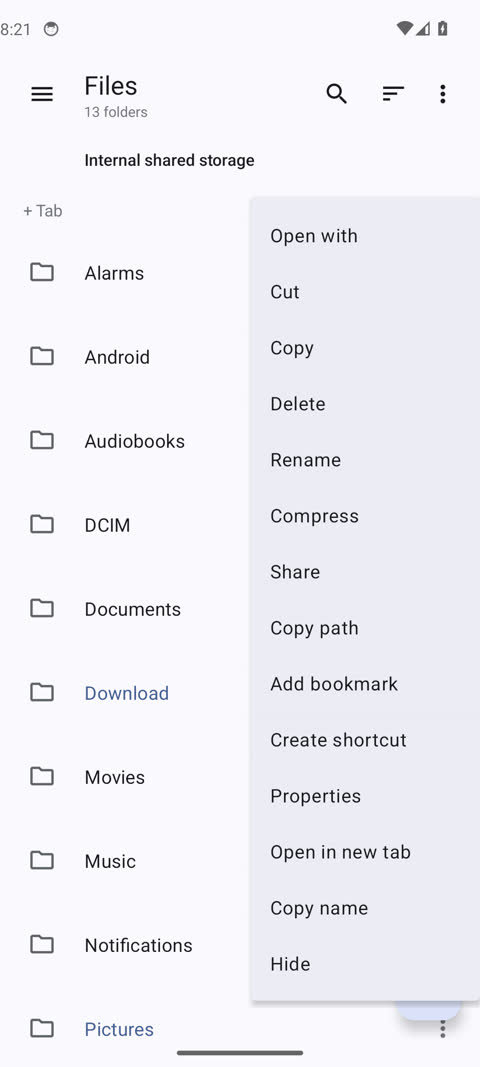 8:21
Files
13 folders
Internal shared storage
+ Tab
Alarms
Android
Audiobooks
DCIM
Documents
Download
Movies
Music
Notifications
Pictures
Open with
Cut
Copy
Delete
Rename
Compress
Share
Copy path
Add bookmark
Create shortcut
Properties
Open in new tab
Copy name
Hide